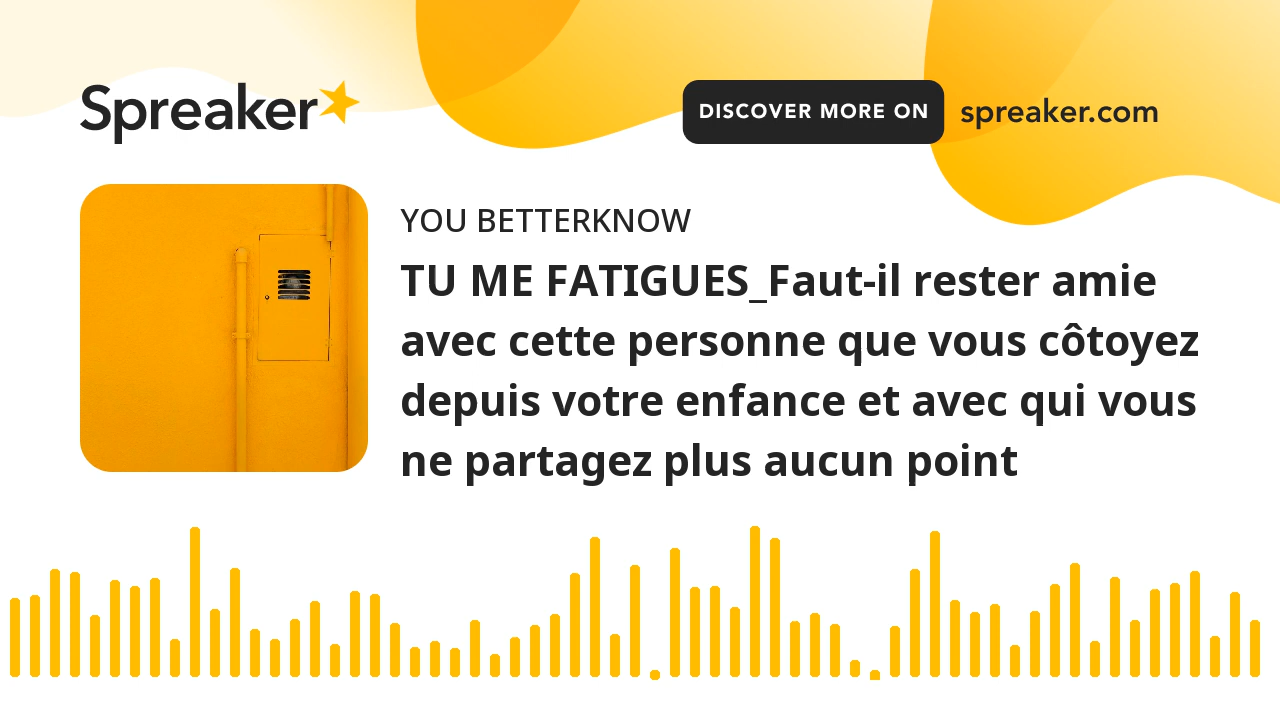 Spreaker
DISCOVER MORE ON spreaker.com
YOU BETTERKNOW
TU ME FATIGUES_Faut-il rester amie
avec cette personne que vous côtoyez
depuis votre enfance et avec qui vous
ne partagez plus aucun point